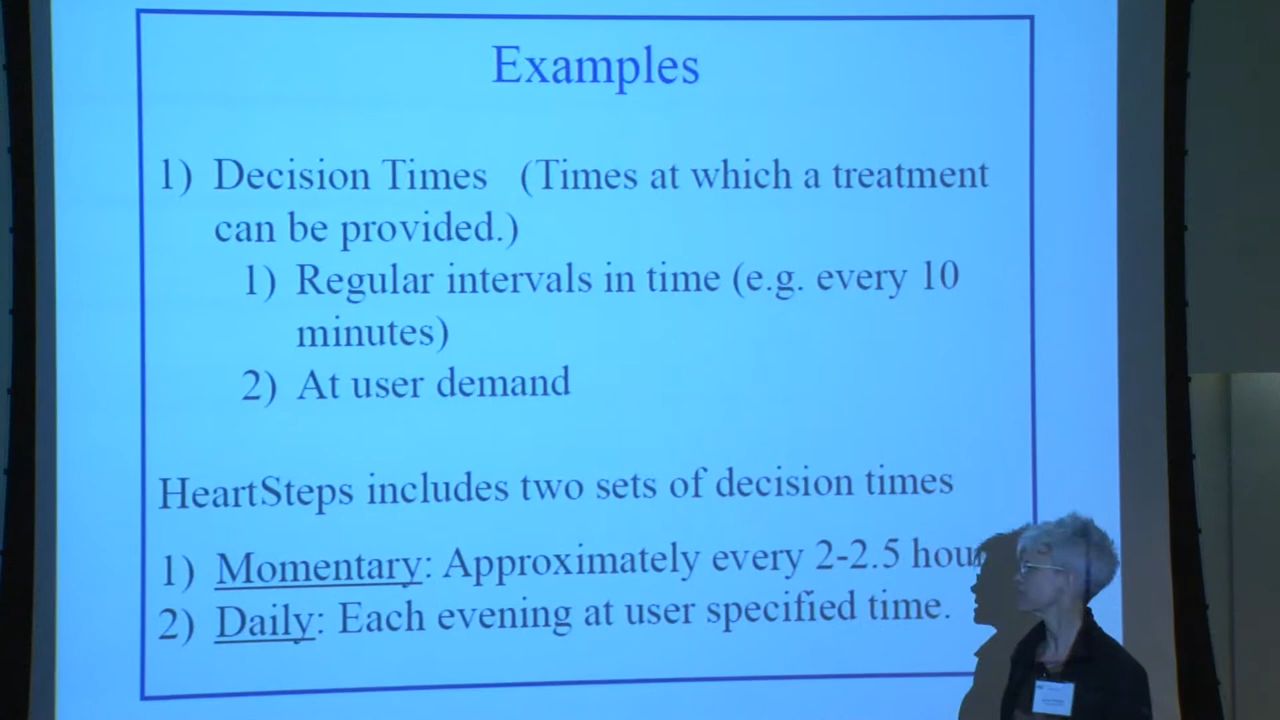 Examples
1) Decision Times (Times at which a treatment
can be provided.)
1) Regular intervals in time (e.g. every 10
minutes)
2) At user demand
HeartSteps includes two sets of decision times
1) Momentary: Approximately every 2-2.5 hour
2) Daily: Each evening at user specified time.